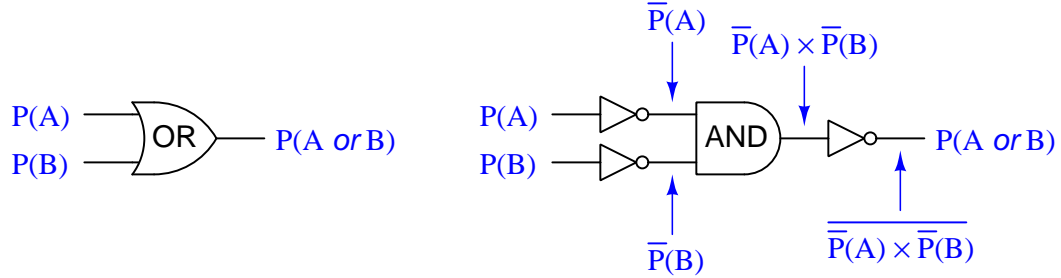 P(A)
P(B)
OR
P(A or B)
P̅(A)
P̅(A) × P̅(B)
P(A)
P(B)
AND
P(A or B)
P̅(B)
P̅(A) × P̅(B)